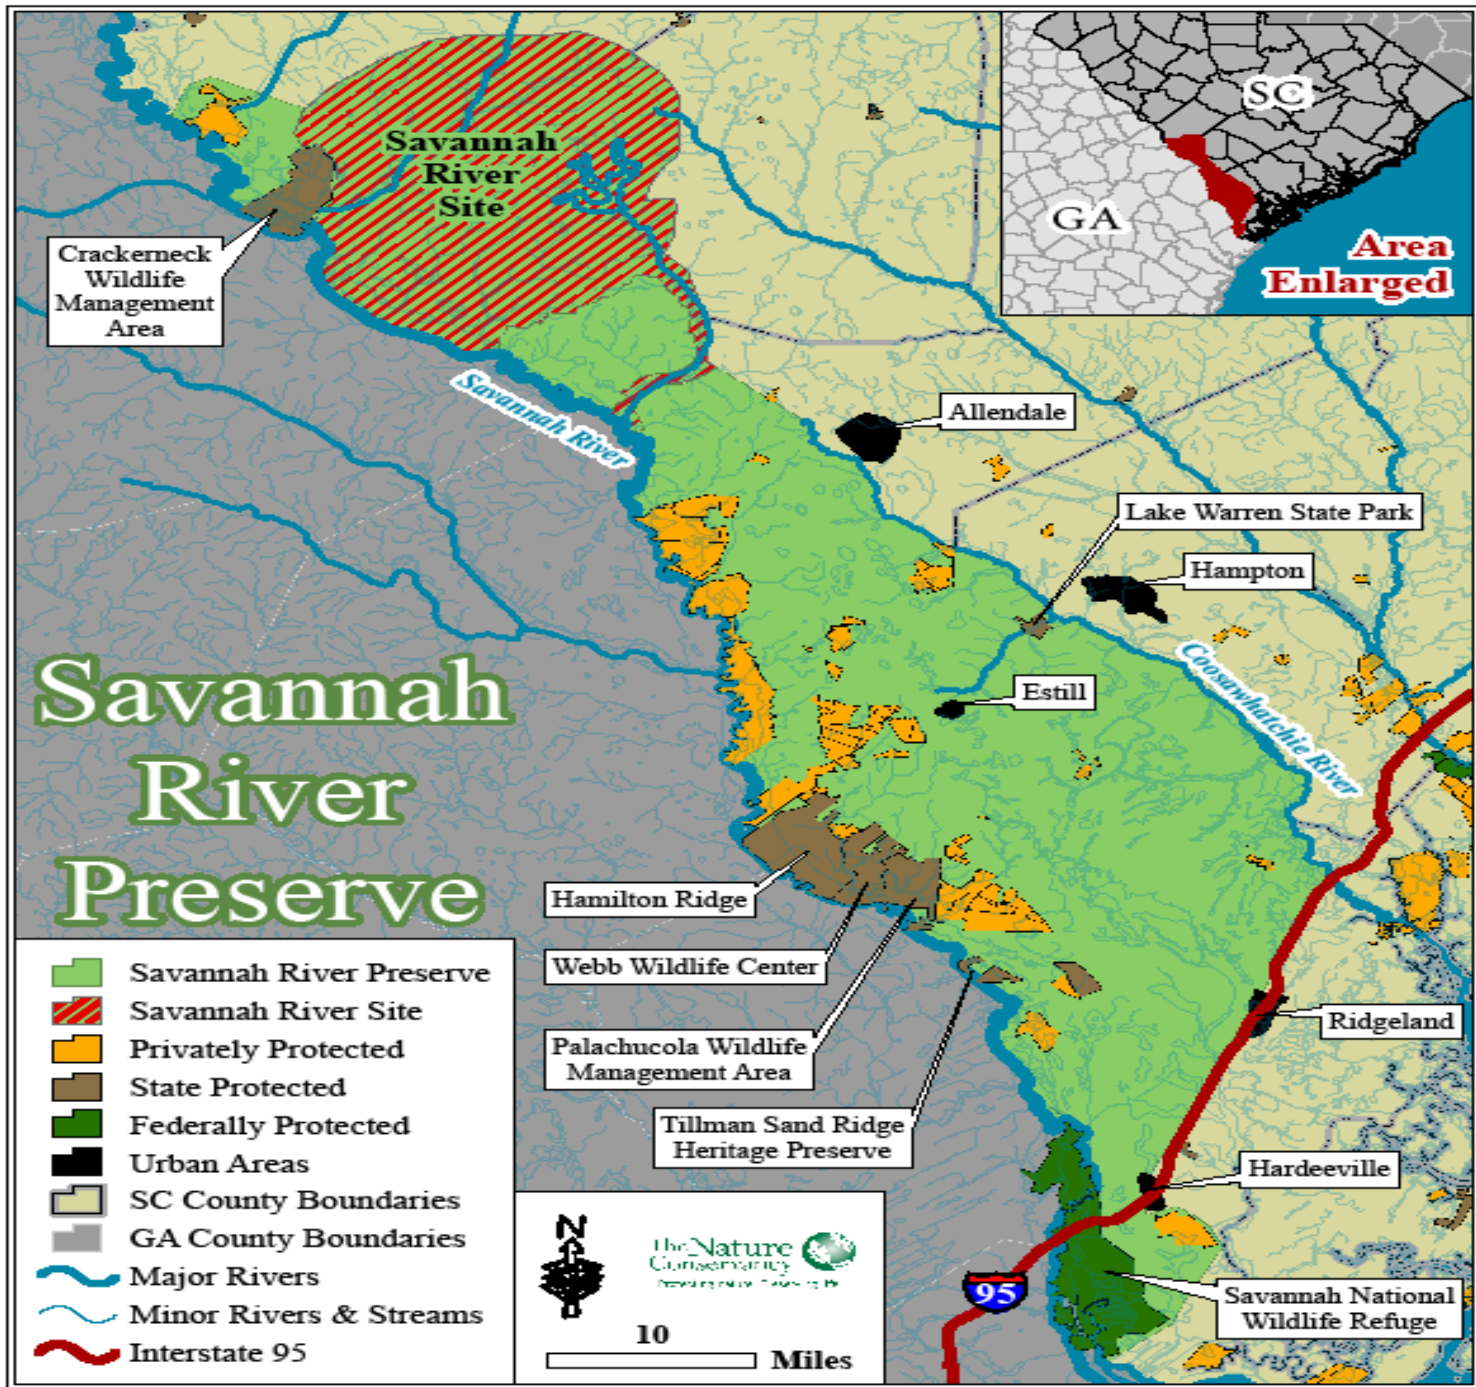 Savannah
River
Site
SC
GA
Area
Enlarged
Crackerneck
Wildlife
Management
Area
Savannah River
Allendale
Lake Warren State Park
Hampton
Coosawhatchie River
Estill
Savannah
River
Preserve
Hamilton Ridge
Webb Wildlife Center
Palachucola Wildlife
Management Area
Tillman Sand Ridge
Heritage Preserve
Ridgeland
Hardeeville
Savannah National
Wildlife Refuge
95
Savannah River Preserve
Savannah River Site
Privately Protected
State Protected
Federally Protected
Urban Areas
SC County Boundaries
GA County Boundaries
Major Rivers
Minor Rivers & Streams
Interstate 95
N
The Nature
Conservancy
10
Miles